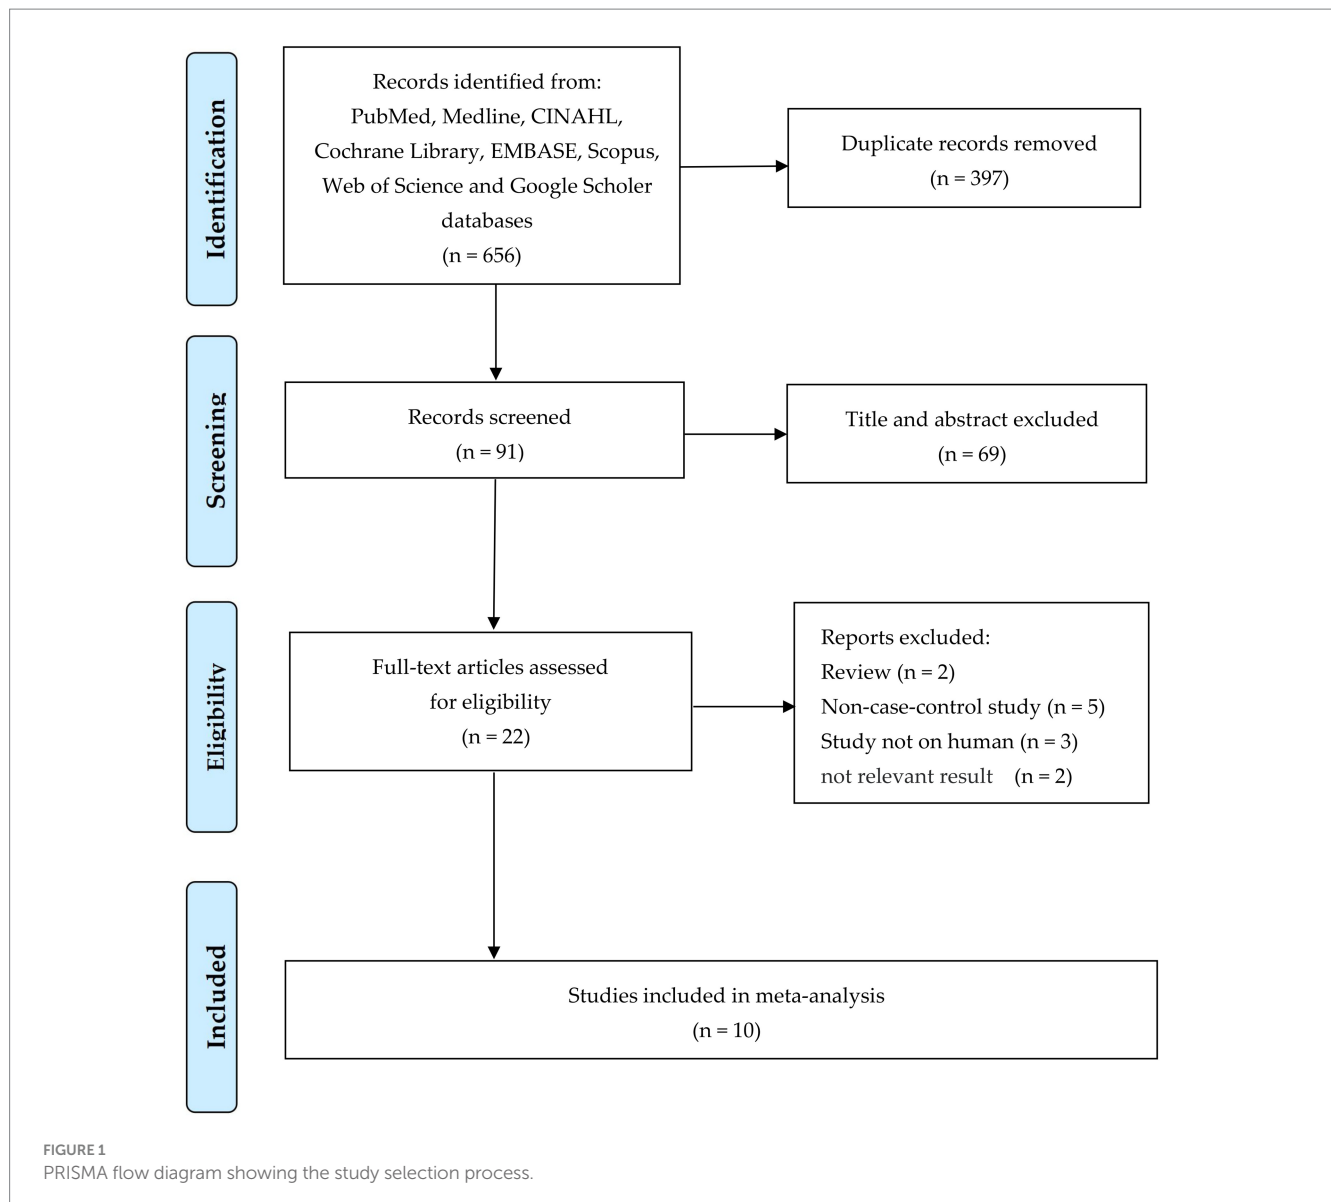 Identification
Records identified from:
PubMed, Medline, CINAHL,
Cochrane Library, EMBASE, Scopus,
Web of Science and Google Scholer
databases
(n = 656)
Duplicate records removed
(n = 397)
Screening
Records screened
(n = 91)
Title and abstract excluded
(n = 69)
Eligibility
Full-text articles assessed
for eligibility
(n = 22)
Reports excluded:
Review (n = 2)
Non-case-control study (n = 5)
Study not on human (n = 3)
not relevant result (n = 2)
Included
Studies included in meta-analysis
(n = 10)
FIGURE 1
PRISMA flow diagram showing the study selection process.